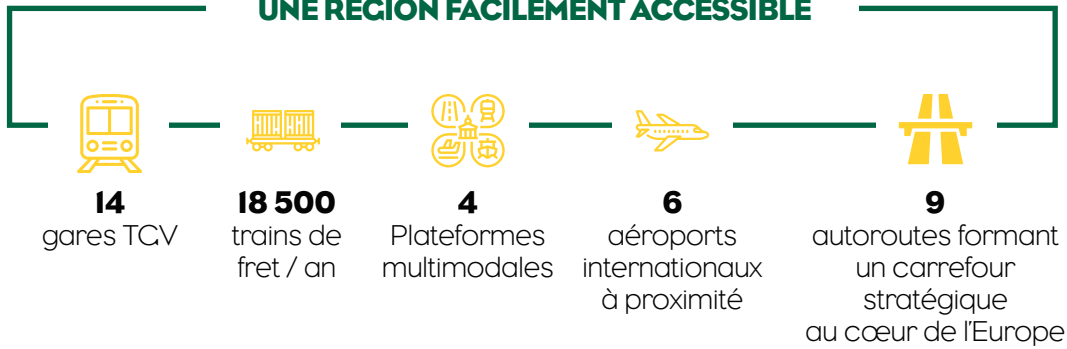 UNE RÉGION FACILEMENT ACCESSIBLE
14
gares TGV
18 500
trains de
fret / an
4
Plateformes
multimodales
6
aéroports
internationaux
à proximité
9
autoroutes formant
un carrefour
stratégique
au cœur de l'Europe